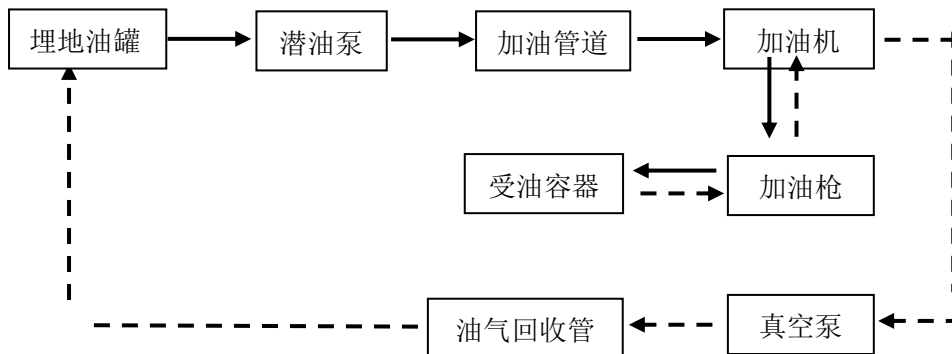 埋地油罐
潜油泵
加油管道
加油机
受油容器
加油枪
油气回收管
真空泵